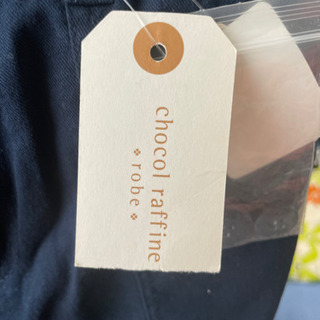 chocol raffine
❖ robe ❖